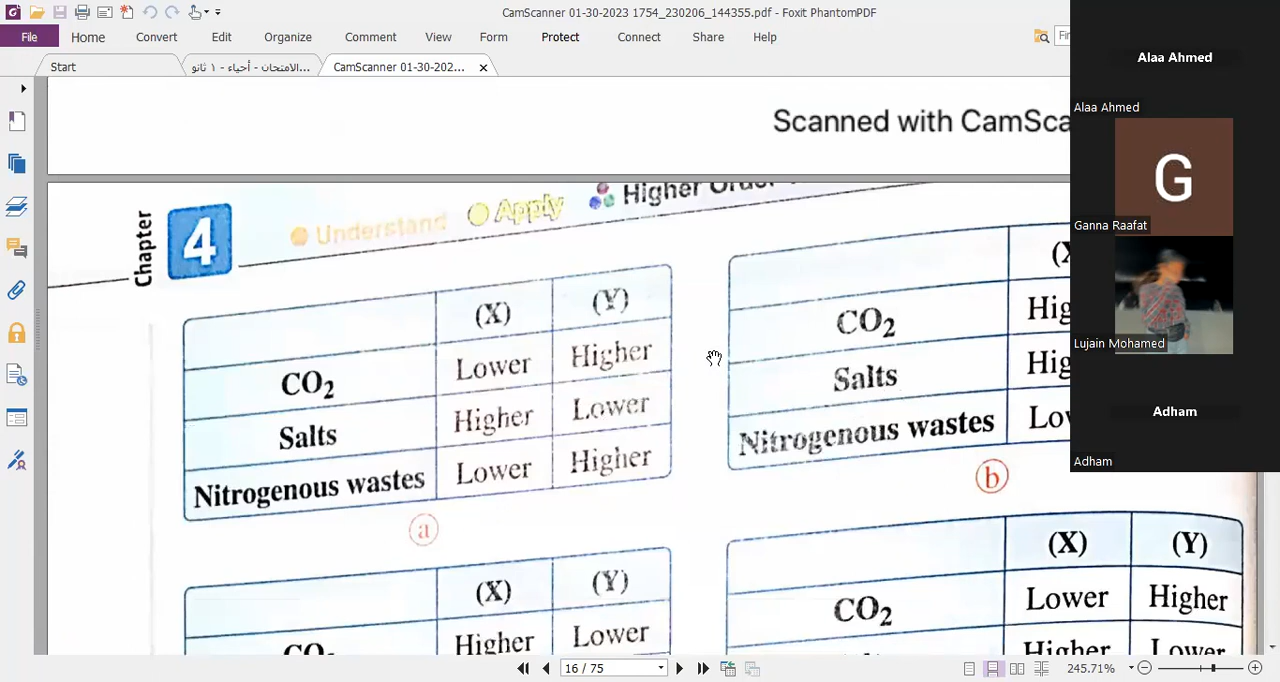 CamScanner 01-30-2023 1754_230206_144355.pdf - Foxit PhantomPDF
File Home Convert Edit Organize Comment View Form Protect Connect Share Help
Start
الامتحان - أحياء - ١ ثانو...
CamScanner 01-30-202...
Scanned with CamSca
Chapter 4
Understand Apply Higher Order
(X) (Y)
CO2 Lower Higher
Salts Higher Lower
Nitrogenous wastes Lower Higher
a
CO2 Hig
Salts Hig
Nitrogenous wastes Lo
b
(X) (Y)
CO2 Higher Lower
(X) (Y)
CO2 Lower Higher
Higher Lower
Alaa Ahmed
Alaa Ahmed
G
Ganna Raafat
Lujain Mohamed
Adham
Adham
16 / 75
245.71%